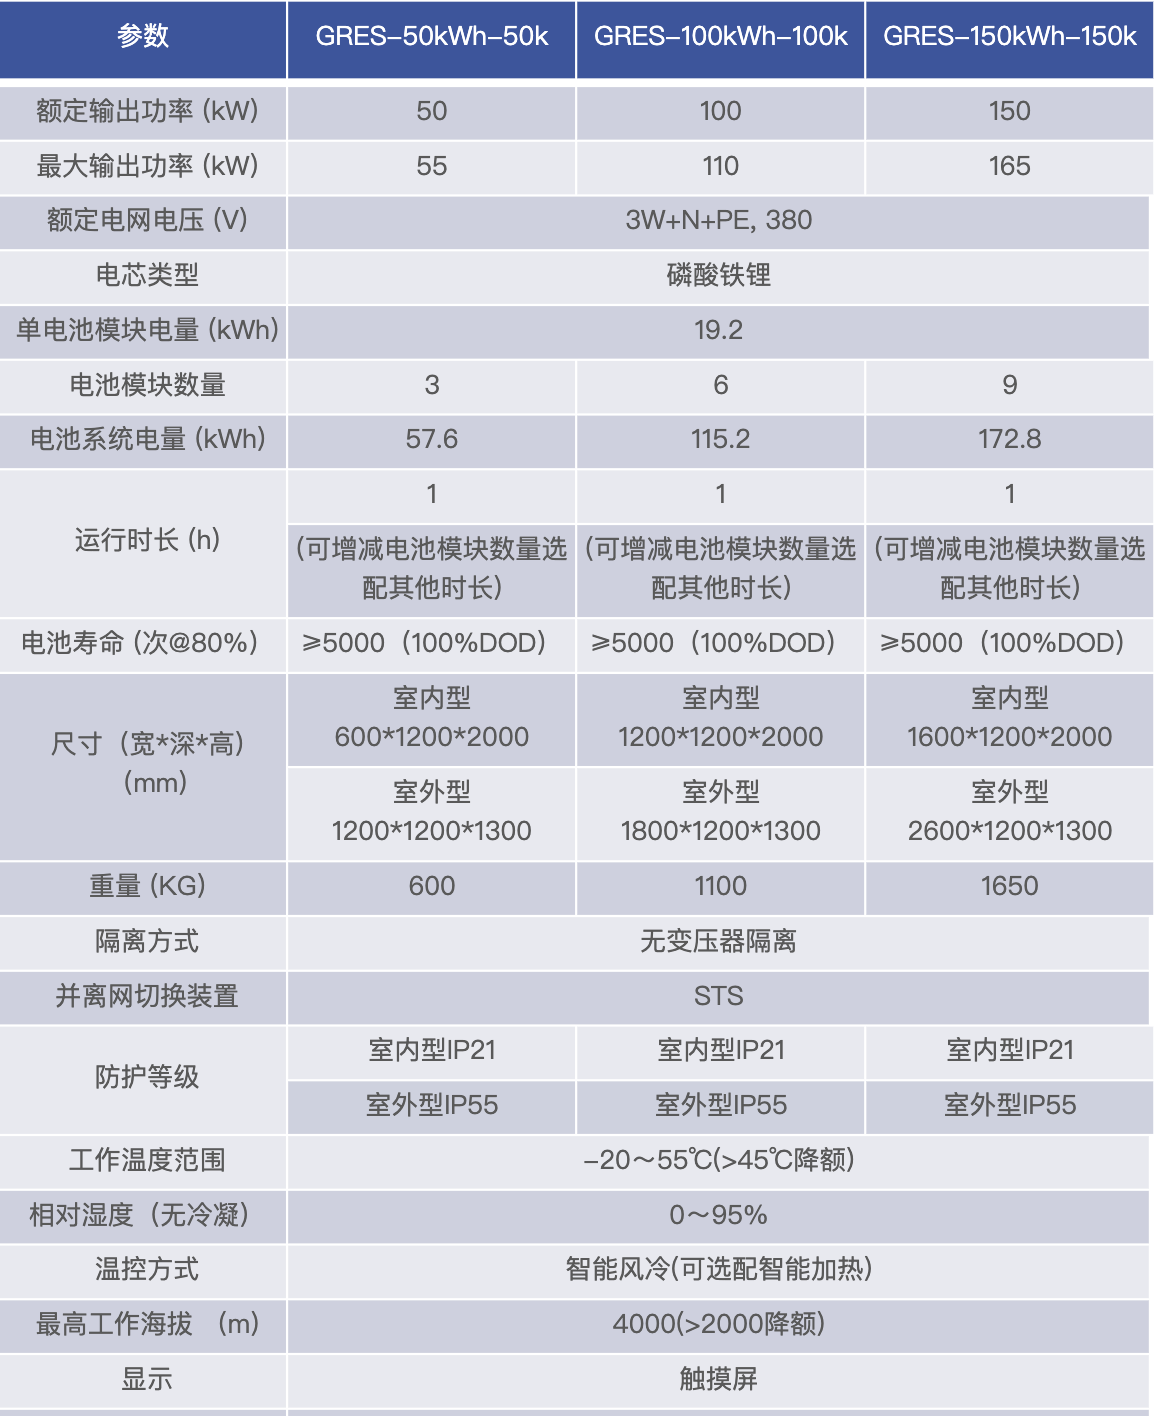 参数 GRES-50kWh-50k GRES-100kWh-100k GRES-150kWh-150k
额定输出功率 (kW) 50 100 150
最大输出功率 (kW) 55 110 165
额定电网电压 (V) 3W+N+PE, 380
电芯类型 磷酸铁锂
单电池模块电量 (kWh) 19.2
电池模块数量 3 6 9
电池系统电量 (kWh) 57.6 115.2 172.8
运行时长 (h) 1 1 1
(可增减电池模块数量选 (可增减电池模块数量选 (可增减电池模块数量选
配其他时长) 配其他时长) 配其他时长)
电池寿命 (次@80%) ⩾5000（100%DOD） ⩾5000（100%DOD） ⩾5000（100%DOD）
尺寸（宽*深*高）
(mm)
室内型 室内型 室内型
600*1200*2000 1200*1200*2000 1600*1200*2000
室外型 室外型 室外型
1200*1200*1300 1800*1200*1300 2600*1200*1300
重量 (KG) 600 1100 1650
隔离方式 无变压器隔离
并离网切换装置 STS
防护等级 室内型IP21 室内型IP21 室内型IP21
室外型IP55 室外型IP55 室外型IP55
工作温度范围 -20～55℃(>45℃降额)
相对湿度（无冷凝） 0～95%
温控方式 智能风冷(可选配智能加热)
最高工作海拔 (m) 4000(>2000降额)
显示 触摸屏